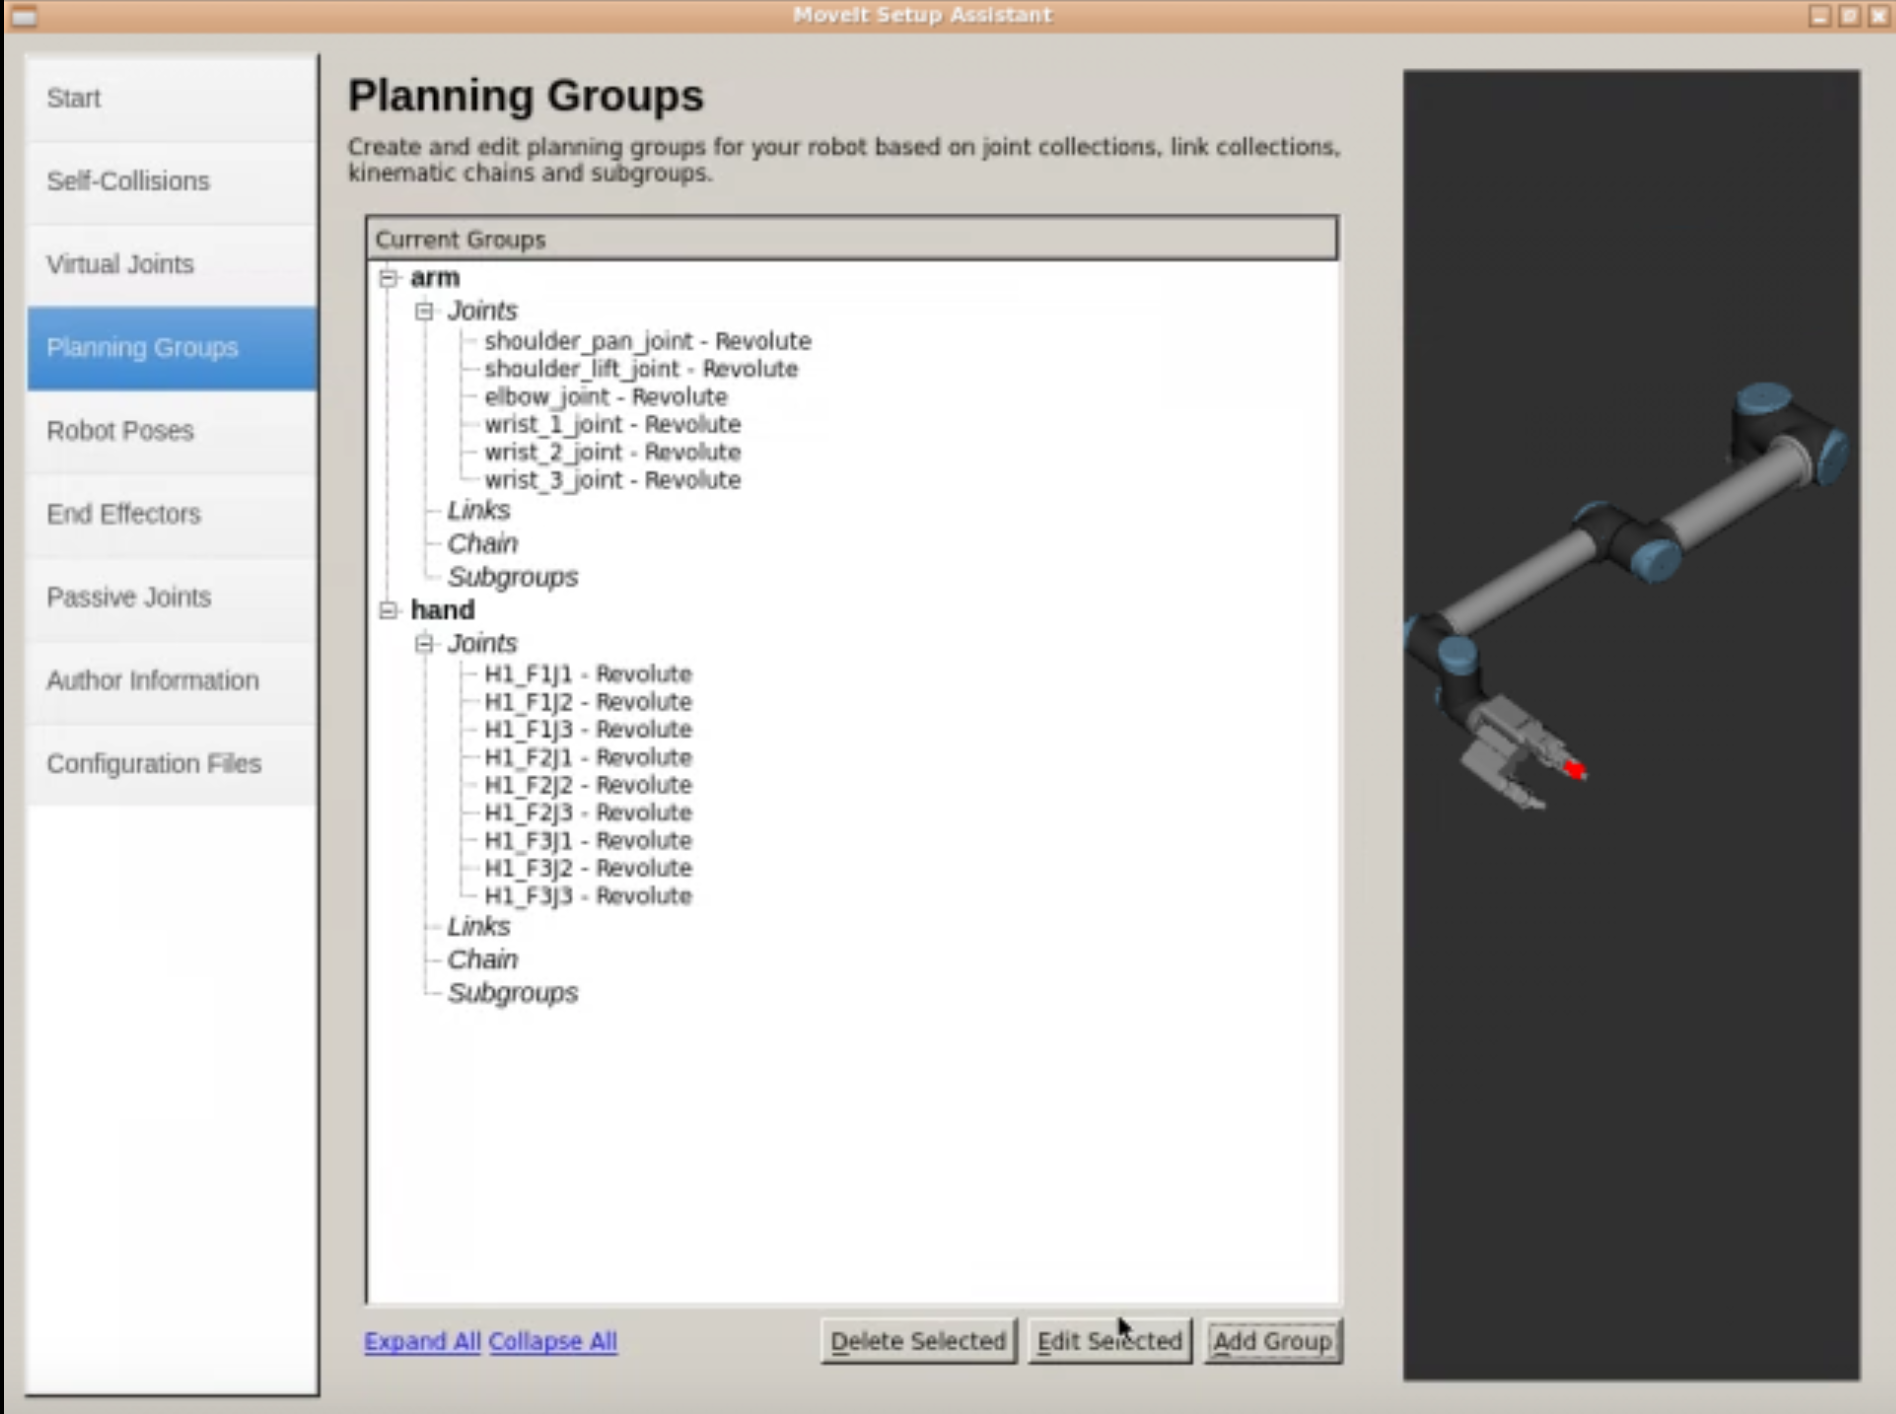 MoveIt Setup Assistant
Start
Self-Collisions
Virtual Joints
Planning Groups
Robot Poses
End Effectors
Passive Joints
Author Information
Configuration Files
Planning Groups
Create and edit planning groups for your robot based on joint collections, link collections,
kinematic chains and subgroups.
Current Groups
arm
Joints
shoulder_pan_joint - Revolute
shoulder_lift_joint - Revolute
elbow_joint - Revolute
wrist_1_joint - Revolute
wrist_2_joint - Revolute
wrist_3_joint - Revolute
Links
Chain
Subgroups
hand
Joints
H1_F1J1 - Revolute
H1_F1J2 - Revolute
H1_F1J3 - Revolute
H1_F2J1 - Revolute
H1_F2J2 - Revolute
H1_F2J3 - Revolute
H1_F3J1 - Revolute
H1_F3J2 - Revolute
H1_F3J3 - Revolute
Links
Chain
Subgroups
Expand All Collapse All Delete Selected Edit Selected Add Group